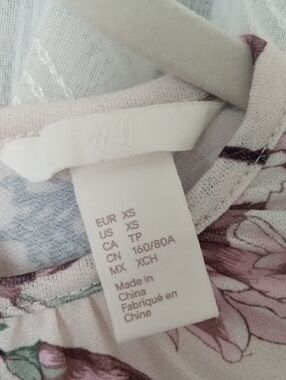 H&M
EUR XS
US XS
CA TP
CN 160/80A
MX XCH
Made in
China
Fabriqué en
Chine